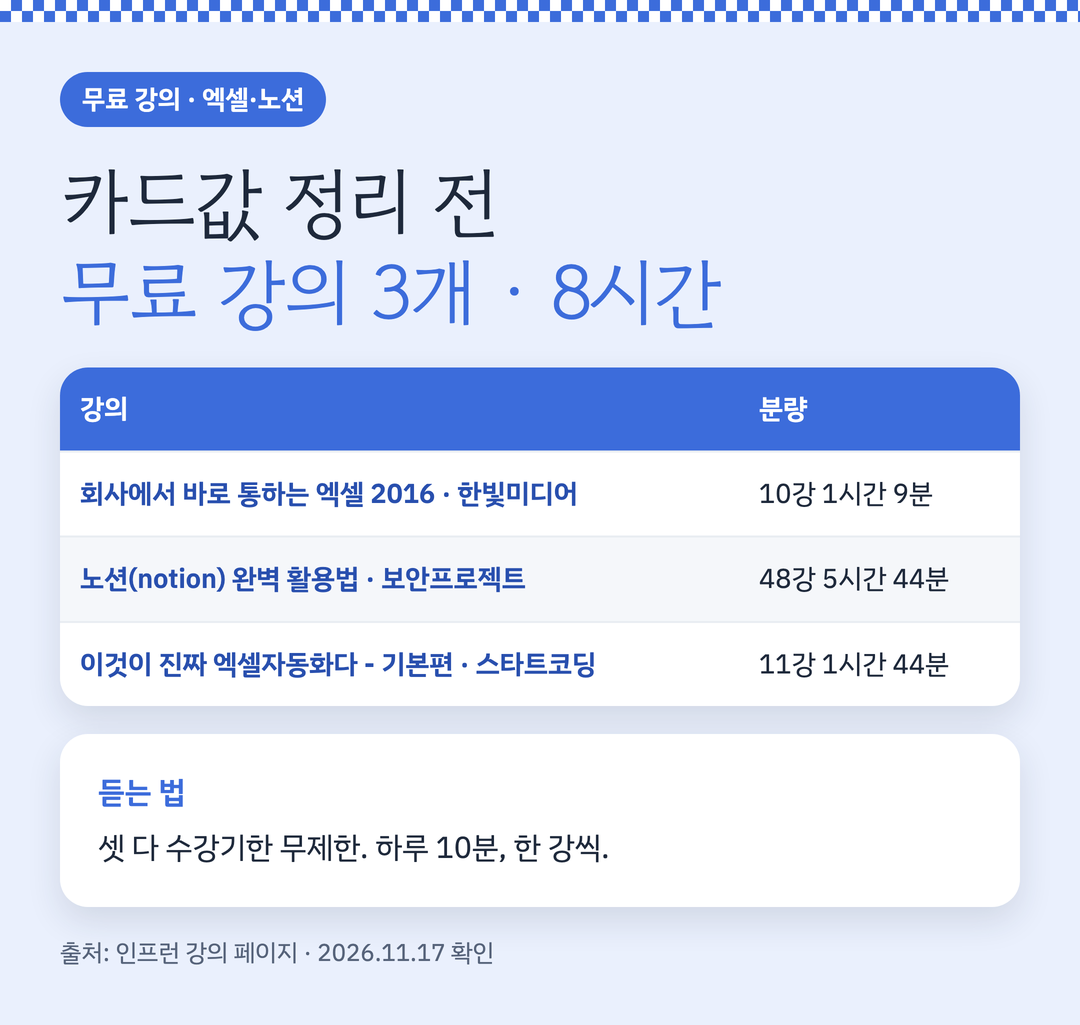 무료 강의 · 엑셀·노션
카드값 정리 전
무료 강의 3개 · 8시간
강의 분량
회사에서 바로 통하는 엑셀 2016 · 한빛미디어 10강 1시간 9분
노션(notion) 완벽 활용법 · 보안프로젝트 48강 5시간 44분
이것이 진짜 엑셀자동화다 - 기본편 · 스타트코딩 11강 1시간 44분
듣는 법
셋 다 수강기한 무제한. 하루 10분, 한 강씩.
출처: 인프런 강의 페이지 · 2026.11.17 확인